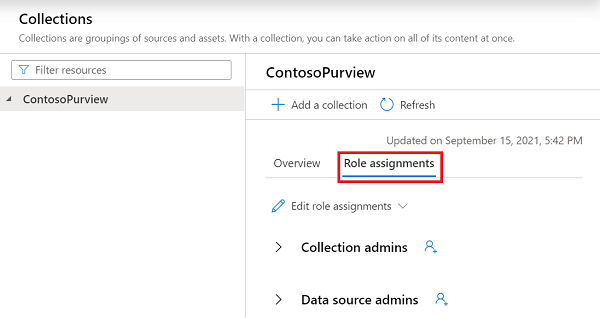 Collections
Collections are groupings of sources and assets. With a collection, you can take action on all of its content at once.
Filter resources
ContosoPurview
ContosoPurview
Add a collection
Refresh
Updated on September 15, 2021, 5:42 PM
Overview
Role assignments
Edit role assignments
Collection admins
Data source admins